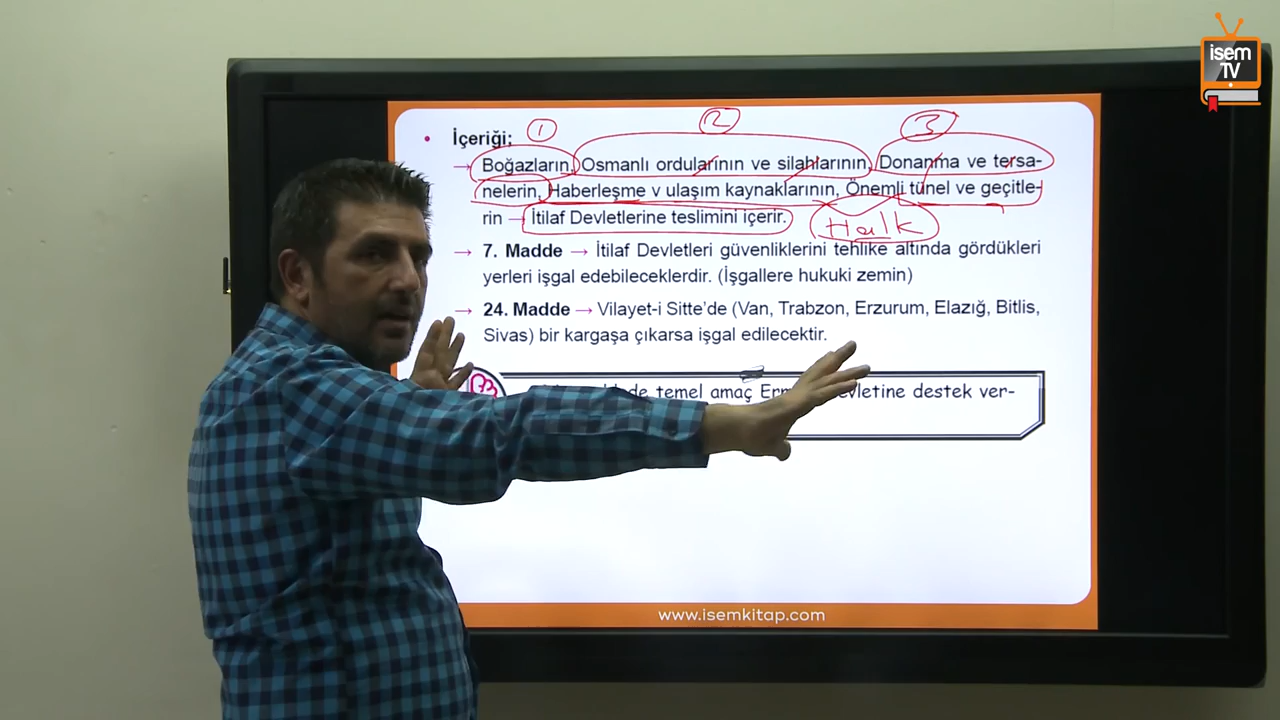 isem
TV
1 2 3
• İçeriği:
→ Boğazların, Osmanlı ordularının ve silahlarının, Donanma ve tersa-
nelerin, Haberleşme v ulaşım kaynaklarının, Önemli tünel ve geçitle-
rin → İtilaf Devletlerine teslimini içerir. Halk
→ 7. Madde → İtilaf Devletleri güvenliklerini tehlike altında gördükleri
yerleri işgal edebileceklerdir. (İşgallere hukuki zemin)
→ 24. Madde → Vilayet-i Sitte'de (Van, Trabzon, Erzurum, Elazığ, Bitlis,
Sivas) bir kargaşa çıkarsa işgal edilecektir.
temel amaç destek ver-
www.isemkitap.com